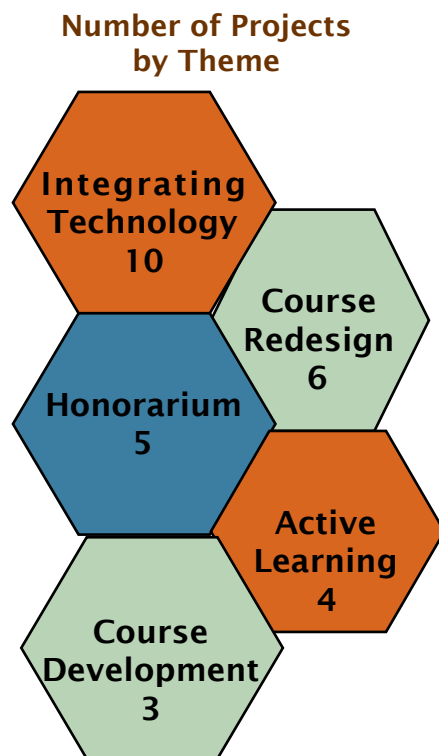 Number of Projects
by Theme
Integrating
Technology
10
Course
Redesign
6
Honorarium
5
Active
Learning
4
Course
Development
3